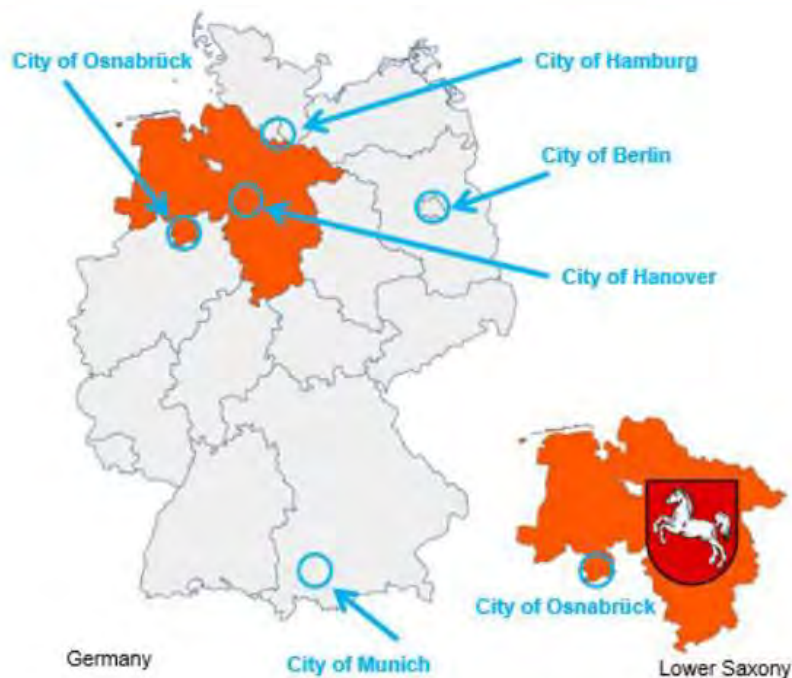 City of Osnabrück
City of Hamburg
City of Berlin
City of Hanover
City of Osnabrück
City of Munich
Germany
Lower Saxony